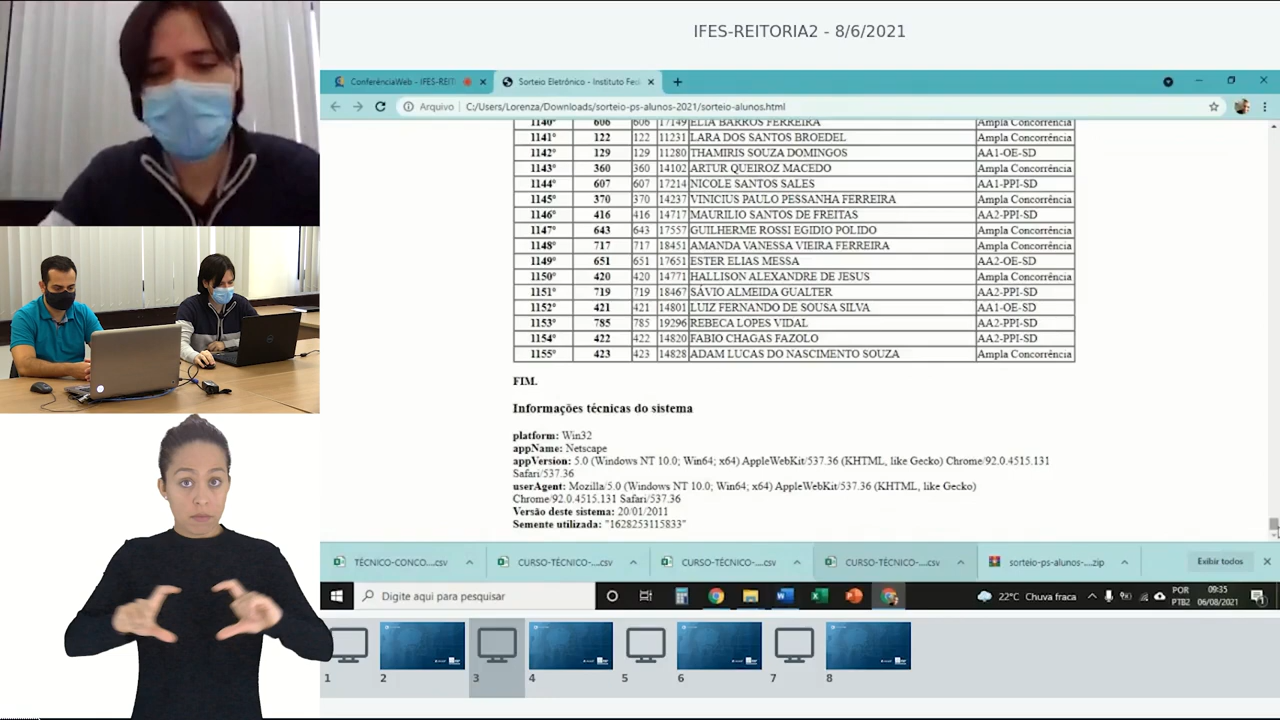 IFES-REITORIA2 - 8/6/2021
ConferênciaWeb - IFES-REIT
Sorteio Eletrônico - Instituto Fe
Arquivo C:/Users/Lorenza/Downloads/sorteio-ps-alunos-2021/sorteio-alunos.html
1140º 606 606 17149 ELIA BARROS FERREIRA Ampla Concorrência
1141º 122 122 11231 LARA DOS SANTOS BROEDEL Ampla Concorrência
1142º 129 129 11280 THAMIRIS SOUZA DOMINGOS AA1-OE-SD
1143º 360 360 14102 ARTUR QUEIROZ MACEDO Ampla Concorrência
1144º 607 607 17214 NICOLE SANTOS SALES AA1-PPI-SD
1145º 370 370 14237 VINICIUS PAULO PESSANHA FERREIRA Ampla Concorrência
1146º 416 416 14717 MAURILIO SANTOS DE FREITAS AA2-PPI-SD
1147º 643 643 17557 GUILHERME ROSSI EGIDIO POLIDO Ampla Concorrência
1148º 717 717 18451 AMANDA VANESSA VIEIRA FERREIRA Ampla Concorrência
1149º 651 651 17651 ESTER ELIAS MESSA AA2-OE-SD
1150º 420 420 14771 HALLISON ALEXANDRE DE JESUS Ampla Concorrência
1151º 719 719 18467 SÁVIO ALMEIDA GUALTER AA2-PPI-SD
1152º 421 421 14801 LUIZ FERNANDO DE SOUSA SILVA AA1-OE-SD
1153º 785 785 19296 REBECA LOPES VIDAL AA2-PPI-SD
1154º 422 422 14820 FABIO CHAGAS FAZOLO AA2-PPI-SD
1155º 423 423 14828 ADAM LUCAS DO NASCIMENTO SOUZA Ampla Concorrência
FIM.
Informações técnicas do sistema
platform: Win32
appName: Netscape
appVersion: 5.0 (Windows NT 10.0; Win64; x64) AppleWebKit/537.36 (KHTML, like Gecko) Chrome/92.0.4515.131
Safari/537.36
userAgent: Mozilla/5.0 (Windows NT 10.0; Win64; x64) AppleWebKit/537.36 (KHTML, like Gecko)
Chrome/92.0.4515.131 Safari/537.36
Versão deste sistema: 20/01/2011
Semente utilizada: "1628253115833"
TÉCNICO-CONCO....csv
CURSO-TÉCNICO-....csv
CURSO-TÉCNICO-....csv
CURSO-TÉCNICO-....csv
sorteio-ps-alunos-....zip
Exibir todos
Digite aqui para pesquisar
22°C Chuva fraca
POR
PTB2
09:35
06/08/2021
1 2 3 4 5 6 7 8